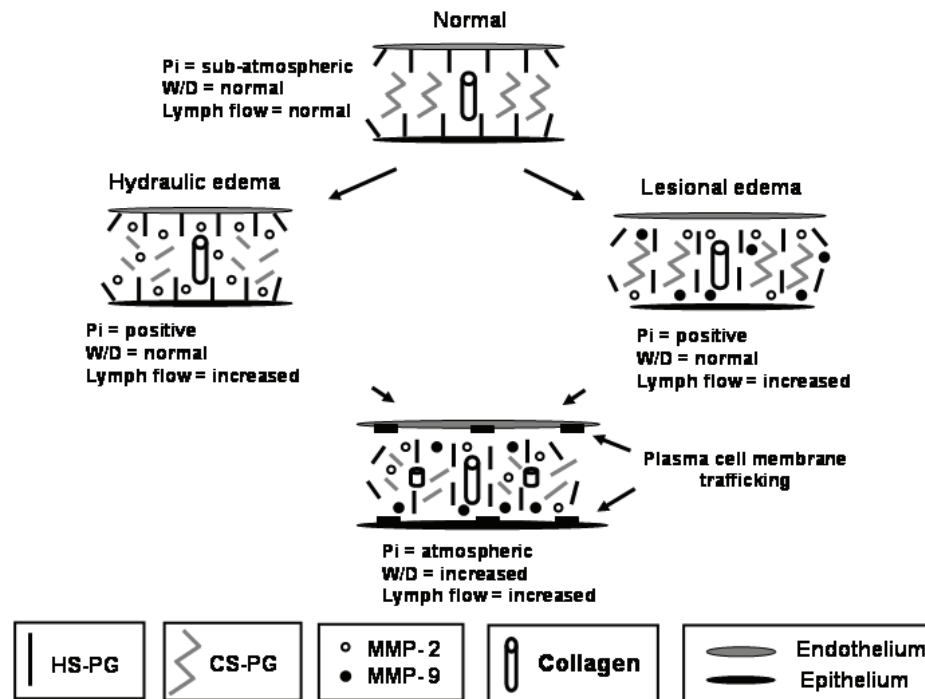 Normal
Pi = sub-atmospheric
W/D = normal
Lymph flow = normal
Hydraulic edema
Lesional edema
Pi = positive
W/D = normal
Lymph flow = increased
Pi = positive
W/D = normal
Lymph flow = increased
Plasma cell membrane
trafficking
Pi = atmospheric
W/D = increased
Lymph flow = increased
HS-PG
CS-PG
MMP-2
MMP-9
Collagen
Endothelium
Epithelium